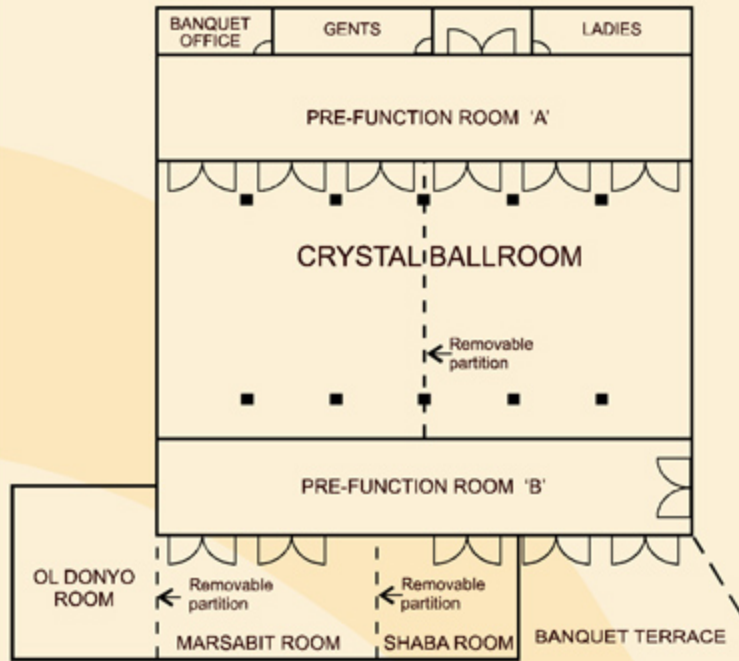 BANQUET
OFFICE
GENTS
LADIES
PRE-FUNCTION ROOM 'A'
CRYSTAL BALLROOM
Removable
partition
PRE-FUNCTION ROOM 'B'
OL DONYO
ROOM
Removable
partition
Removable
partition
MARSABIT ROOM
SHABA ROOM
BANQUET TERRACE